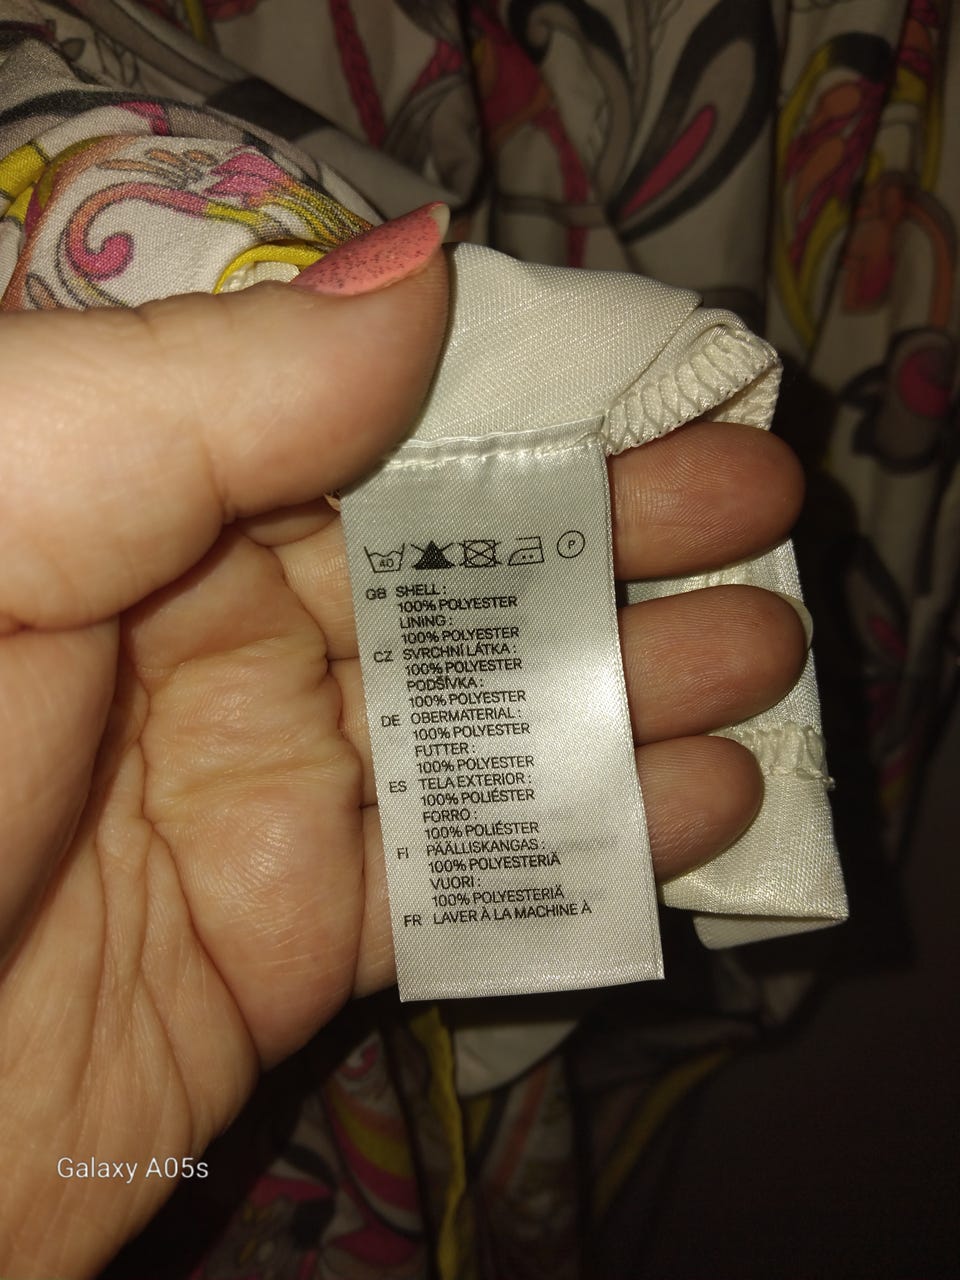 40 P
GB SHELL :
100% POLYESTER
LINING :
100% POLYESTER
CZ SVRCHNÍ LÁTKA :
100% POLYESTER
PODŠÍVKA :
100% POLYESTER
DE OBERMATERIAL :
100% POLYESTER
FUTTER :
100% POLYESTER
ES TELA EXTERIOR :
100% POLIÉSTER
FORRO :
100% POLIÉSTER
FI PÄÄLLISKANGAS :
100% POLYESTERIÄ
VUORI :
100% POLYESTERIÄ
FR LAVER À LA MACHINE À
Galaxy A05s